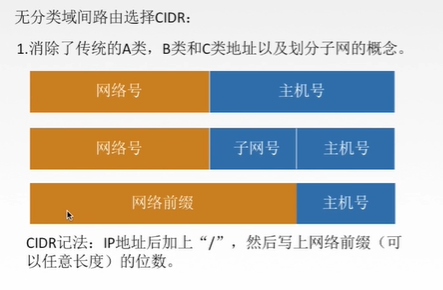 无分类域间路由选择CIDR：
1.消除了传统的A类，B类和C类地址以及划分子网的概念。
网络号 主机号
网络号 子网号 主机号
网络前缀 主机号
CIDR记法：IP地址后加上“/”，然后写上网络前缀（可
以任意长度）的位数。